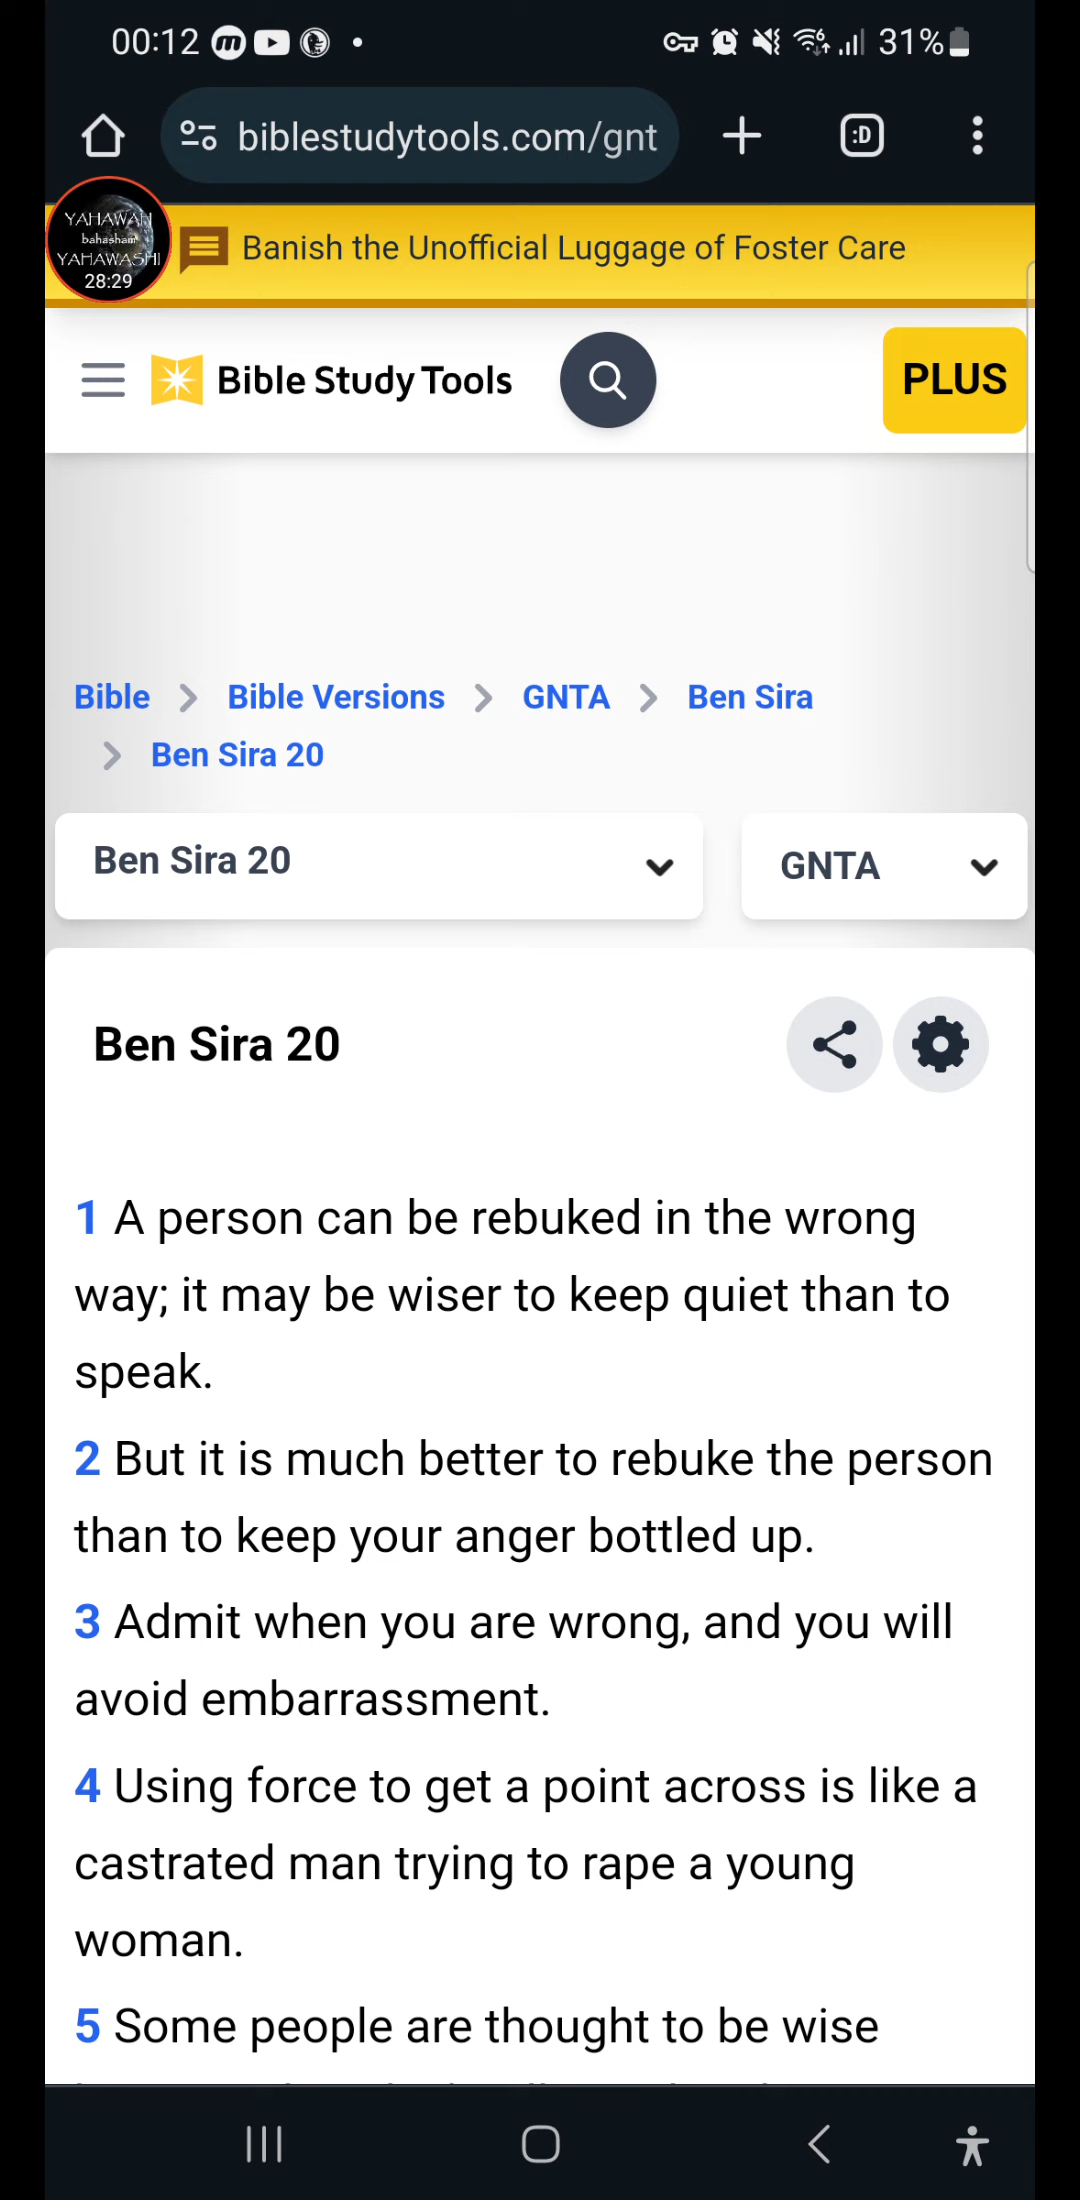 00:12 31%
biblestudytools.com/gnt :D
YAHAWAH
bahasham
YAHAWASHI
28:29
Banish the Unofficial Luggage of Foster Care
Bible Study Tools PLUS
Bible > Bible Versions > GNTA > Ben Sira
> Ben Sira 20
Ben Sira 20 GNTA
Ben Sira 20
1 A person can be rebuked in the wrong
way; it may be wiser to keep quiet than to
speak.
2 But it is much better to rebuke the person
than to keep your anger bottled up.
3 Admit when you are wrong, and you will
avoid embarrassment.
4 Using force to get a point across is like a
castrated man trying to rape a young
woman.
5 Some people are thought to be wise